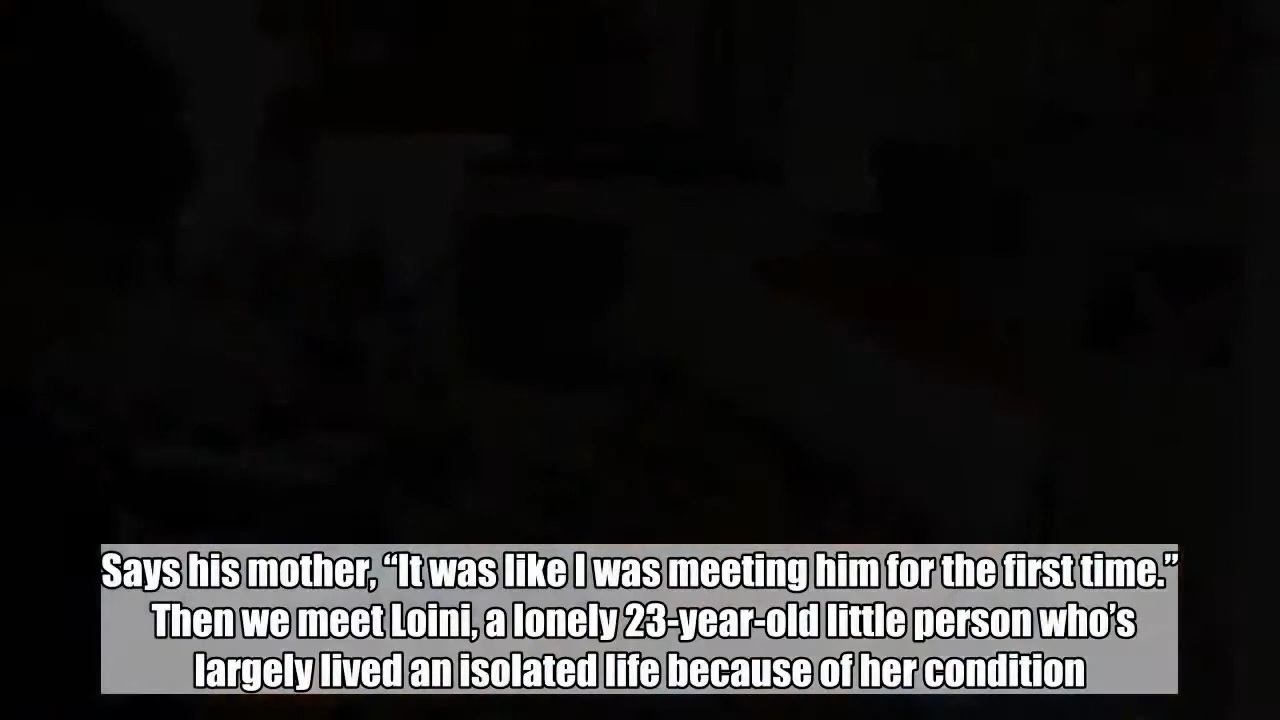 Says his mother, “It was like I was meeting him for the first time.”
Then we meet Loini, a lonely 23-year-old little person who’s
largely lived an isolated life because of her condition